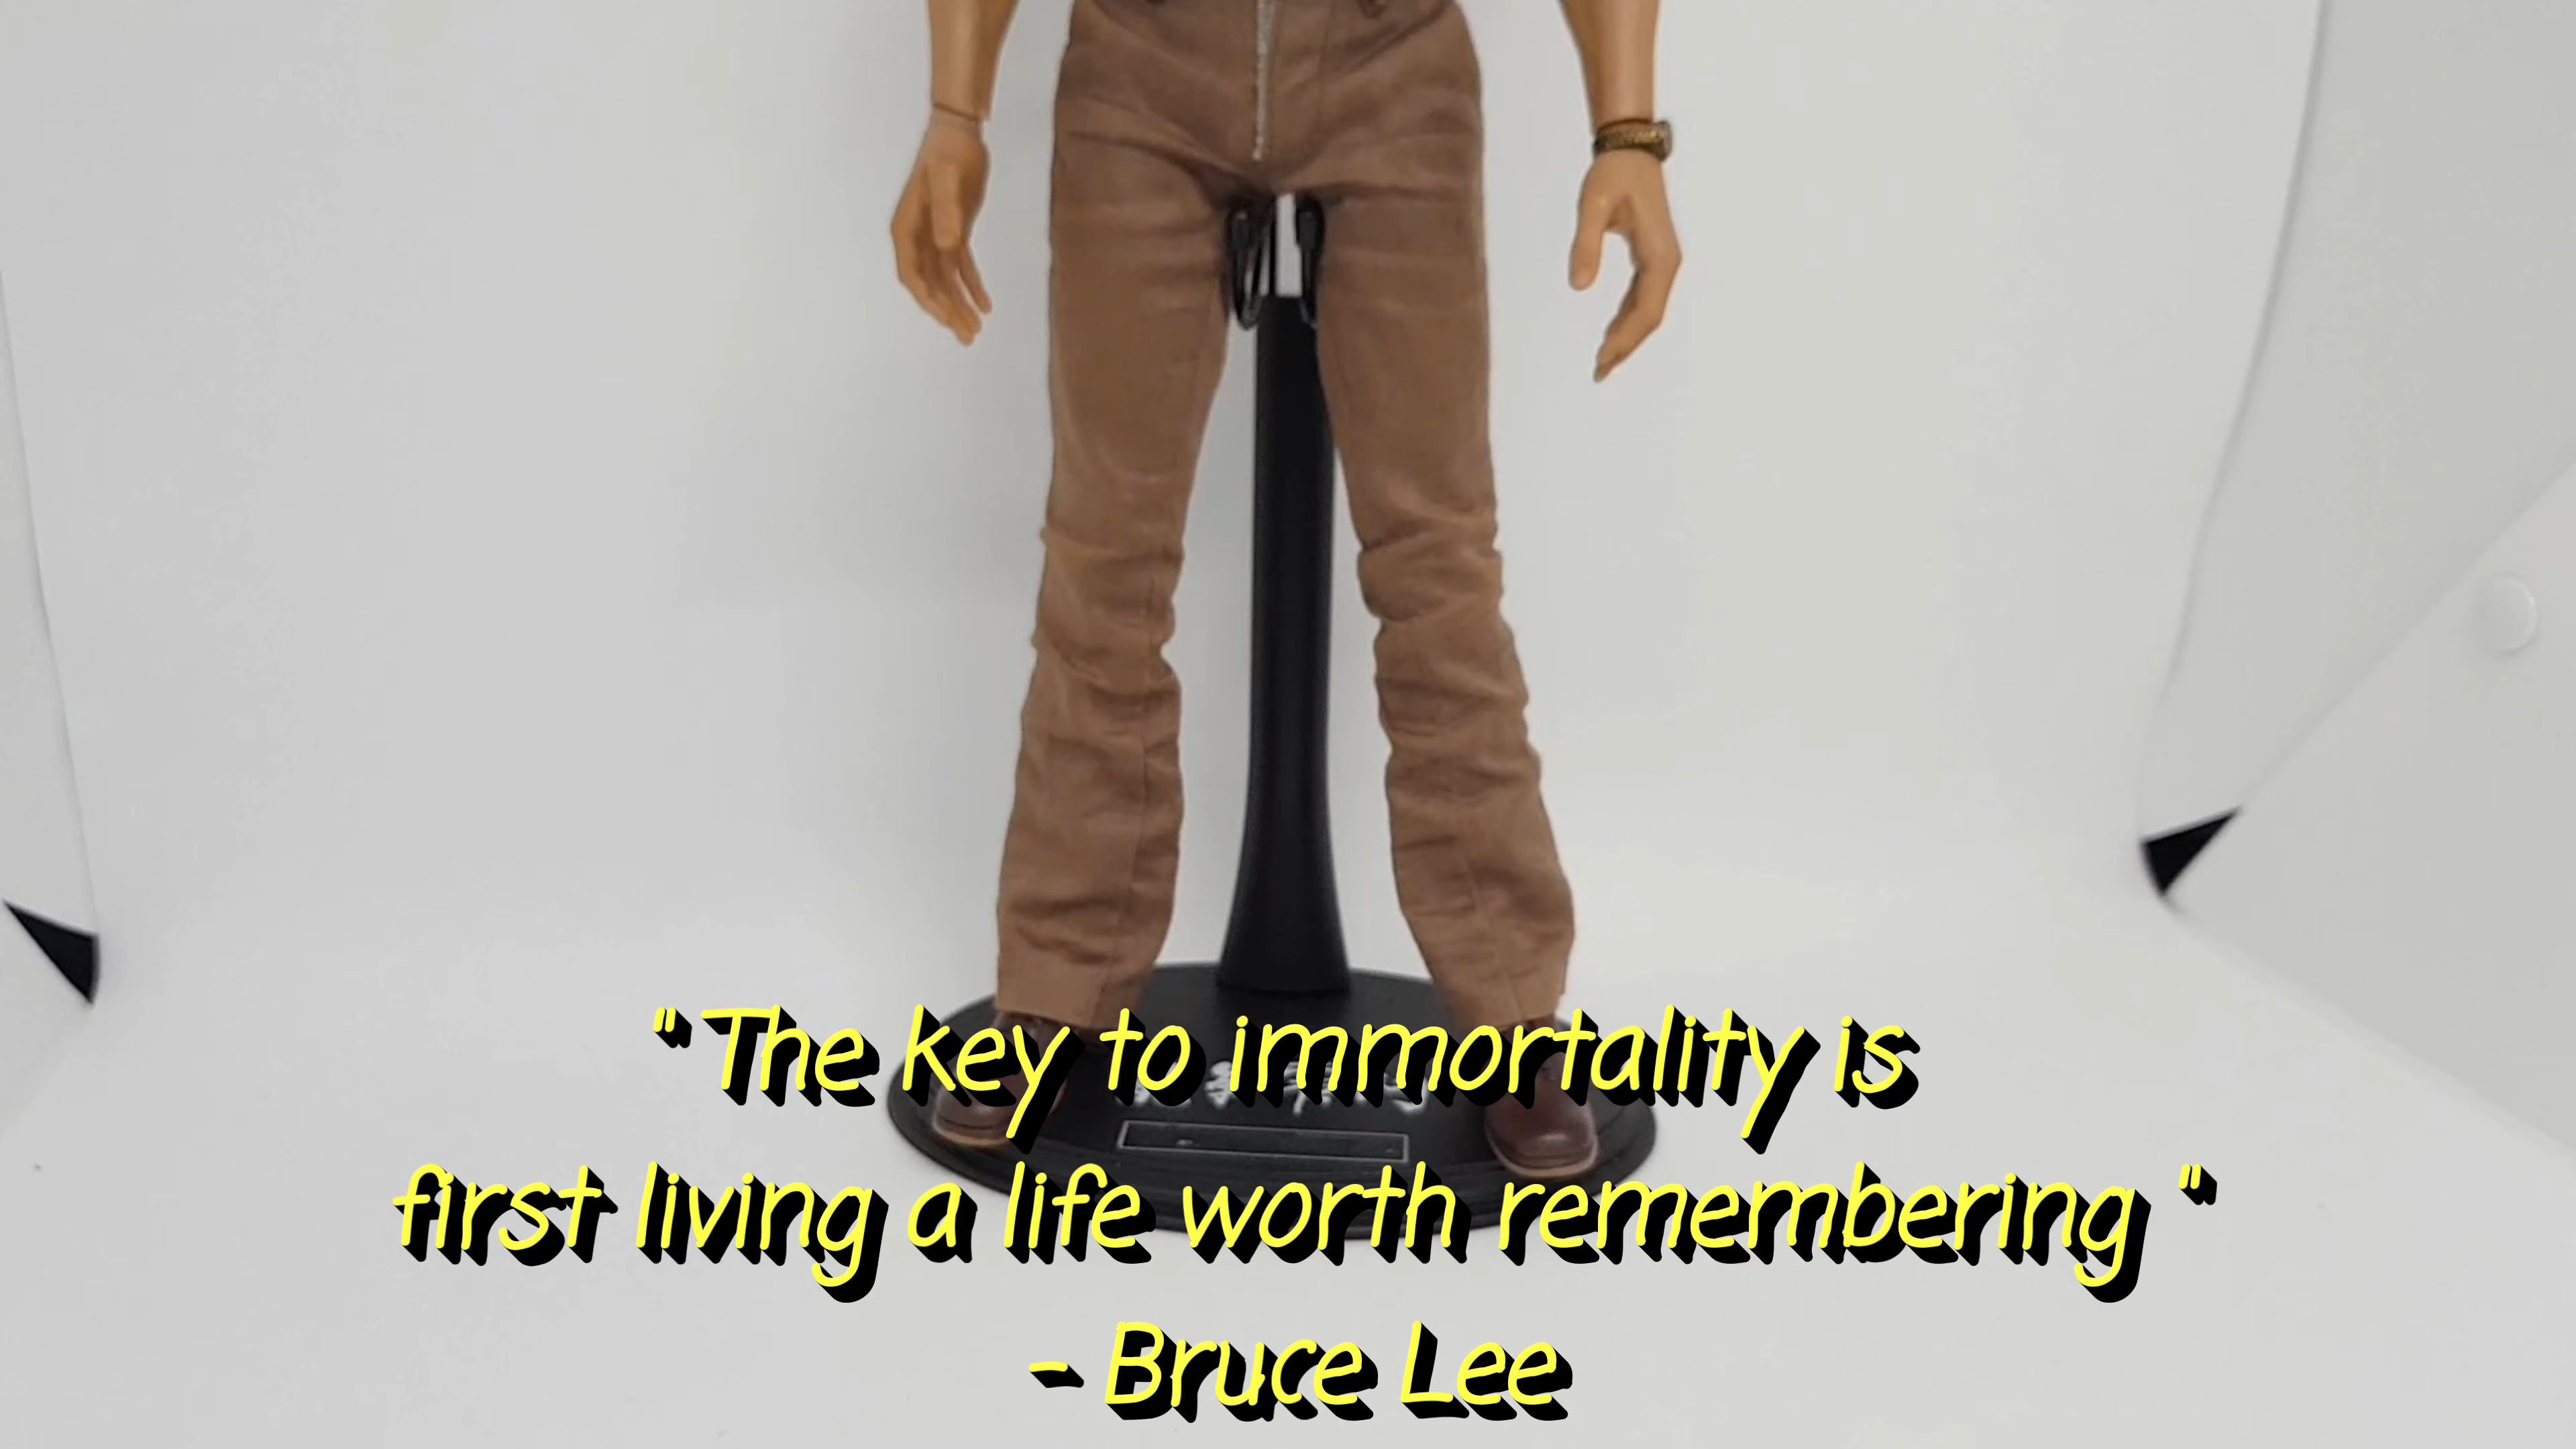 "The key to immortality is
first living a life worth remembering "
- Bruce Lee